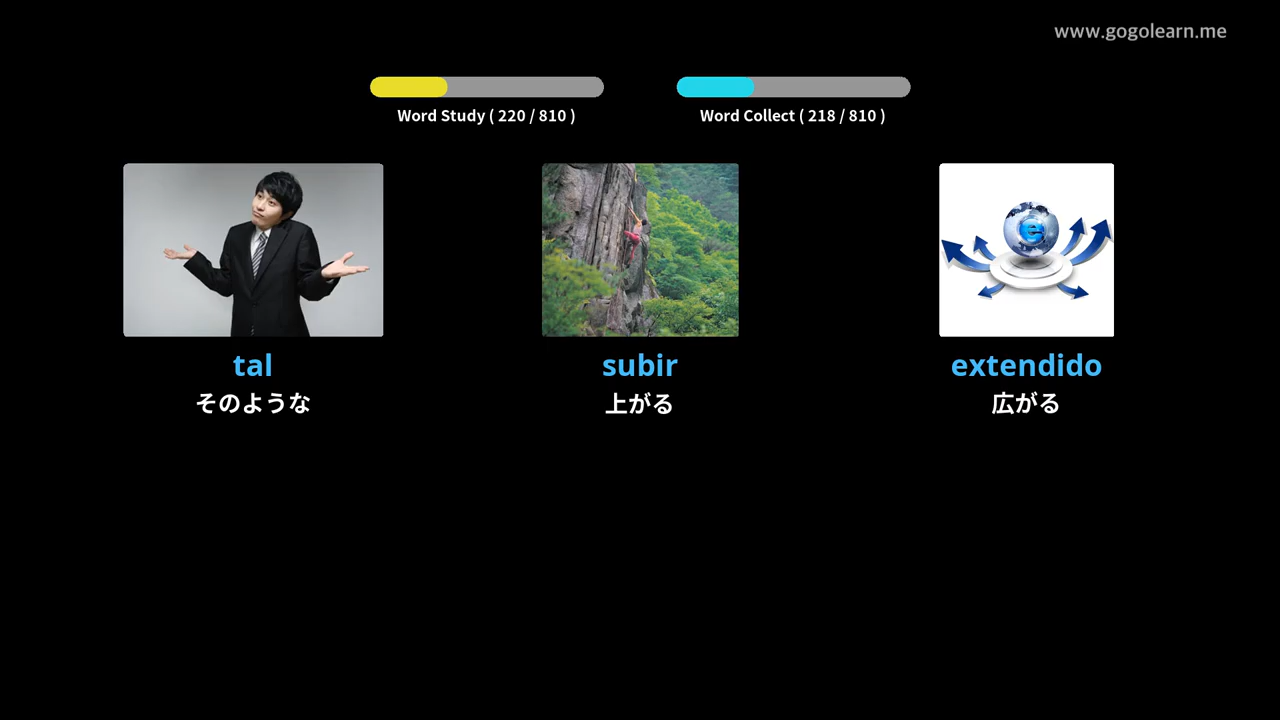 www.gogolearn.me
Word Study ( 220 / 810 )
Word Collect ( 218 / 810 )
tal
そのような
subir
上がる
e
extendido
広がる